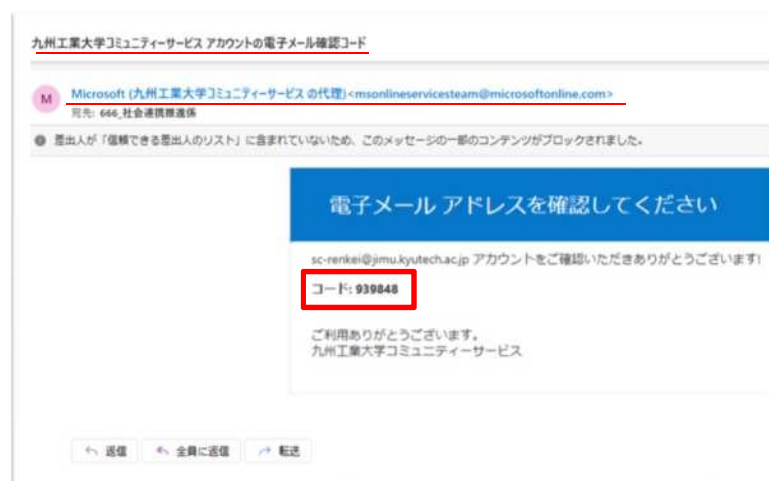 九州工業大学コミュニティーサービス アカウントの電子メール確認コード
M
Microsoft (九州工業大学コミュニティーサービス の代理)<msonlineservicesteam@microsoftonline.com>
宛先: 666_社会連携推進係
差出人が「信頼できる差出人のリスト」に含まれていないため、このメッセージの一部のコンテンツがブロックされました。
電子メール アドレスを確認してください
sc-renkei@jimu.kyutech.ac.jp アカウントをご確認いただきありがとうございます!
コード: 939848
ご利用ありがとうございます。
九州工業大学コミュニティーサービス
返信 全員に返信 転送